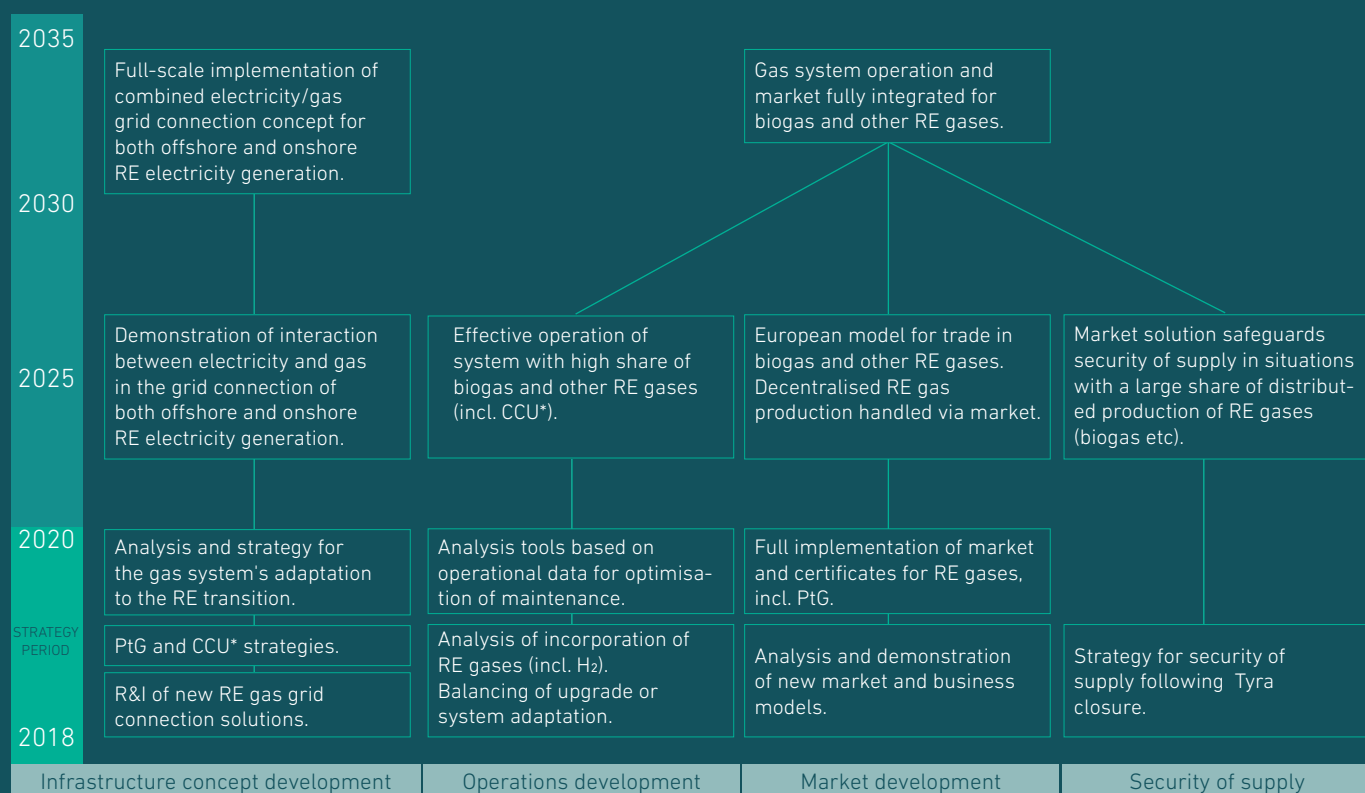 2035
Full-scale implementation of
combined electricity/gas
grid connection concept for
both offshore and onshore
RE electricity generation.
Gas system operation and
market fully integrated for
biogas and other RE gases.
2030
Demonstration of interaction
between electricity and gas
in the grid connection of
both offshore and onshore
RE electricity generation.
Effective operation of
system with high share of
biogas and other RE gases
(incl. CCU*).
European model for trade in
biogas and other RE gases.
Decentralised RE gas
production handled via market.
Market solution safeguards
security of supply in situations
with a large share of distribut-
ed production of RE gases
(biogas etc).
2025
2020
Analysis and strategy for
the gas system's adaptation
to the RE transition.
Analysis tools based on
operational data for optimisa-
tion of maintenance.
Full implementation of market
and certificates for RE gases,
incl. PtG.
STRATEGY
PERIOD
PtG and CCU* strategies.
R&I of new RE gas grid
connection solutions.
Analysis of incorporation of
RE gases (incl. H₂).
Balancing of upgrade or
system adaptation.
Analysis and demonstration
of new market and business
models.
Strategy for security of
supply following Tyra
closure.
2018
Infrastructure concept development
Operations development
Market development
Security of supply